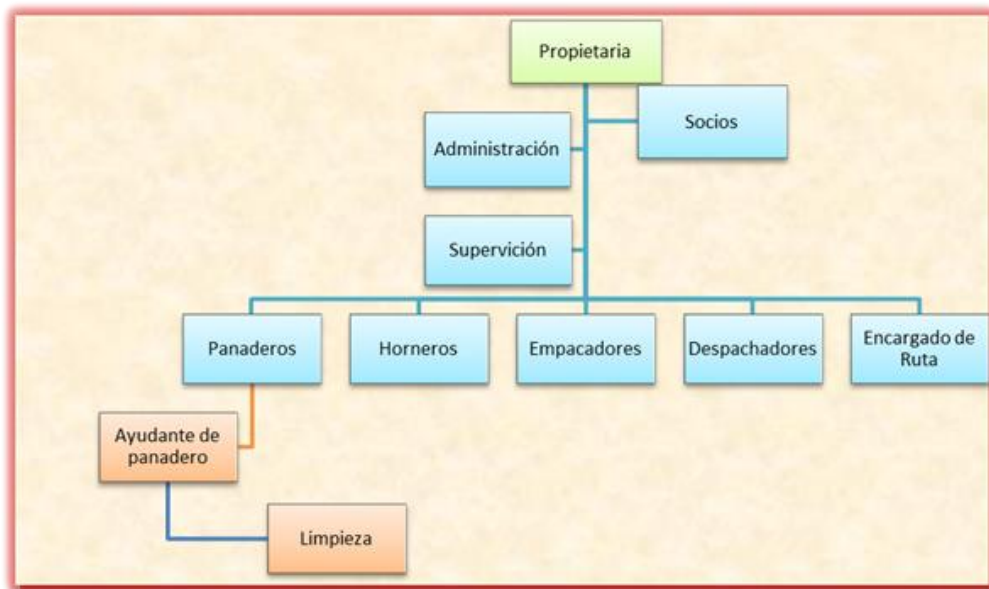 Propietaria
Socios
Administración
Supervición
Panaderos
Horneros
Empacadores
Despachadores
Encargado de
Ruta
Ayudante de
panadero
Limpieza